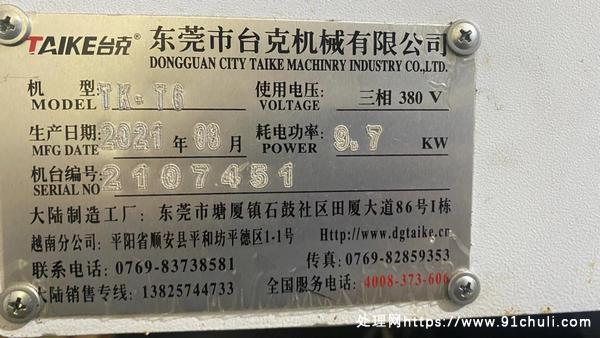 TAIKE台克® 东莞市台克机械有限公司
DONGGUAN CITY TAIKE MACHINRY INDUSTRY CO.,LTD.
机 型: TK-T6 使用电压: 三相 380 V
MODEL VOLTAGE
生产日期: 2021 年 03 月 耗电功率: 9.7 KW
MFG DATE POWER
机台编号: 2107451
SERIAL NO
大陆制造工厂: 东莞市塘厦镇石鼓社区田厦大道86号1栋
越南分公司: 平阳省顺安县平和坊平德区1-1号 Http://www.dgtaike.cn
联系电话: 0769-83738581 传真: 0769-82859353
大陆销售专线: 13825744733 全国服务电话: 4008-373-606
处理网https://www.91chuli.com